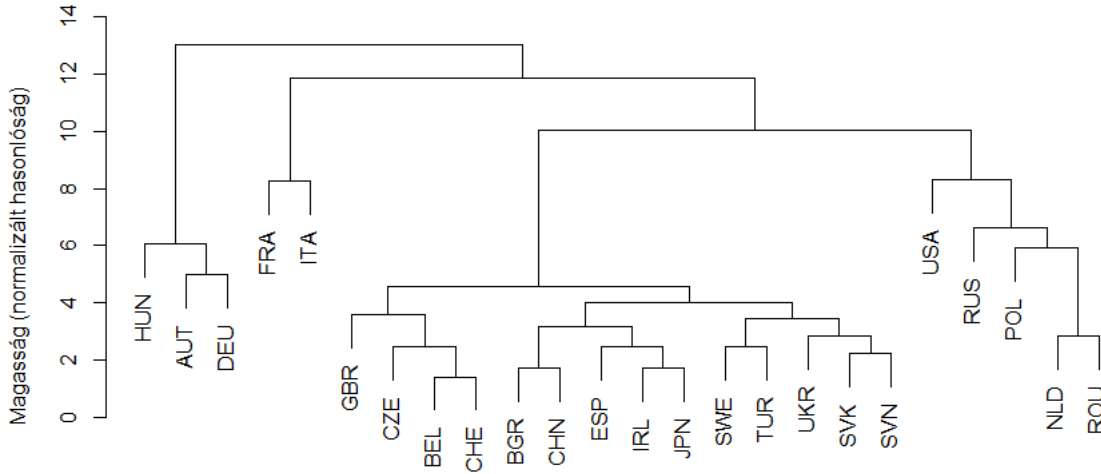 Magasság (normalizált hasonlóság)
14
12
10
8
6
4
2
0
HUN
AUT
DEU
FRA
ITA
GBR
CZE
BEL
CHE
BGR
CHN
ESP
IRL
JPN
SWE
TUR
UKR
SVK
SVN
USA
RUS
POL
NLD
ROU